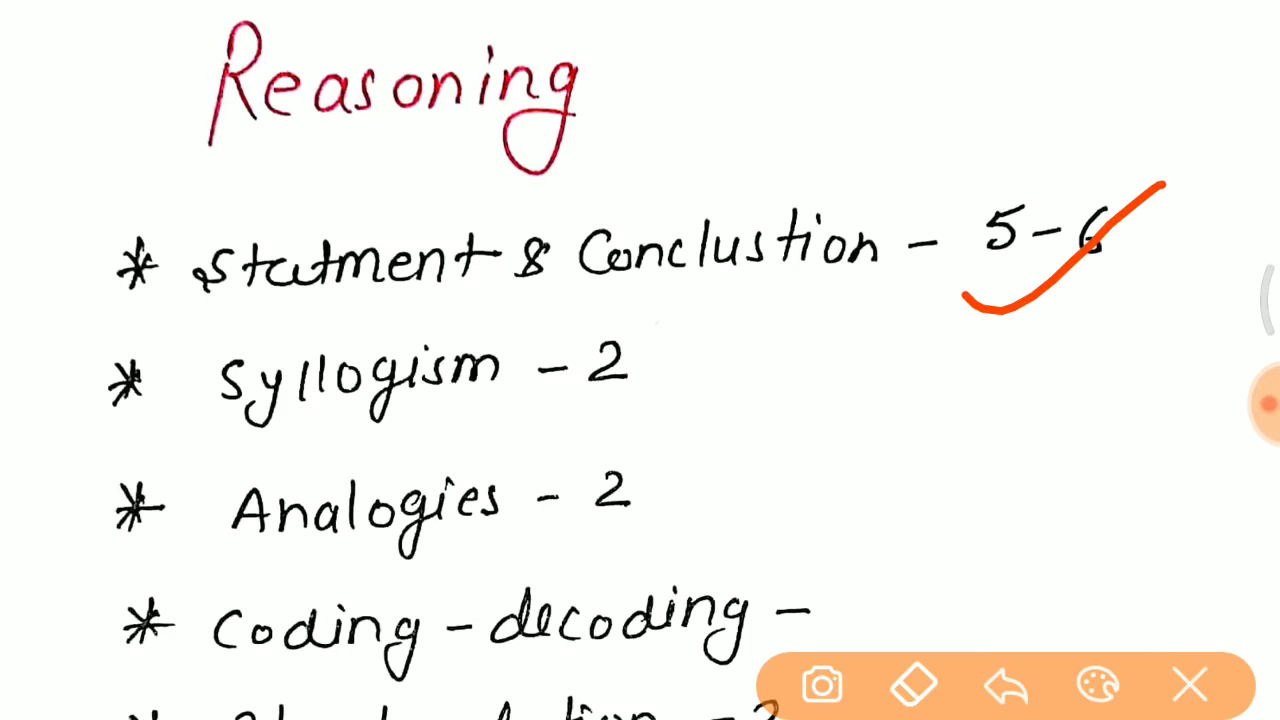 Reasoning
* Statment & Conclustion - 5-6
* Syllogism - 2
* Analogies - 2
* Coding-decoding -